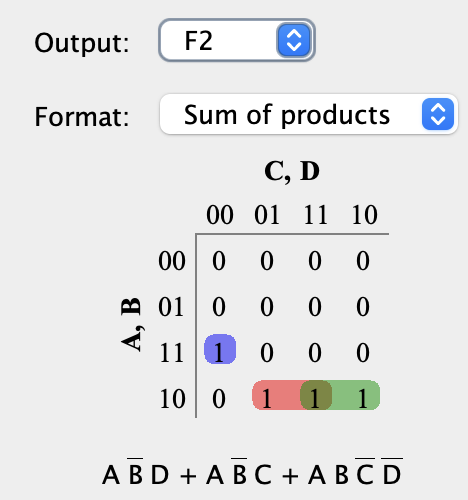 Output: F2
Format: Sum of products
C, D
00 01 11 10
A, B
00 0 0 0 0
01 0 0 0 0
11 1 0 0 0
10 0 1 1 1
A B̅ D + A B̅ C + A B C̅ D̅